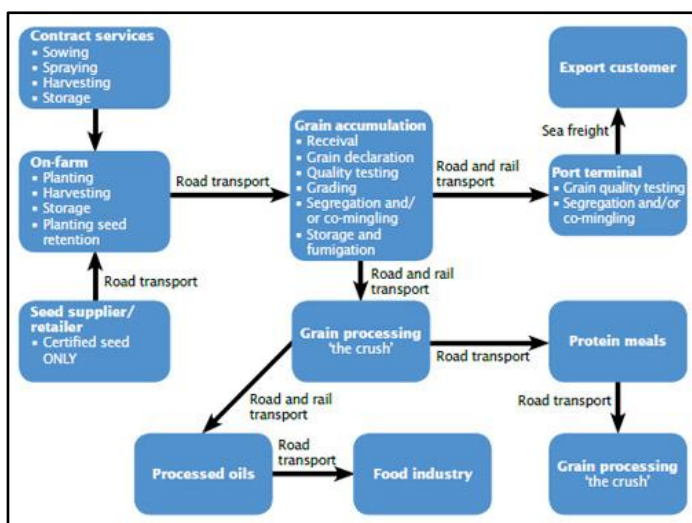 Contract services
▪ Sowing
▪ Spraying
▪ Harvesting
▪ Storage
Export customer
Sea freight
On-farm
▪ Planting
▪ Harvesting
▪ Storage
▪ Planting seed
retention
Road transport
Grain accumulation
▪ Receival
▪ Grain declaration
▪ Quality testing
▪ Grading
▪ Segregation and/
or co-mingling
▪ Storage and
fumigation
Road and rail
transport
Port terminal
▪ Grain quality testing
▪ Segregation and/or
co-mingling
Road transport
Seed supplier/
retailer
▪ Certified seed
ONLY
Road and rail
transport
Grain processing
'the crush'
Road transport
Protein meals
Road and rail
transport
Road transport
Processed oils
Road
transport
Food industry
Grain processing
'the crush'